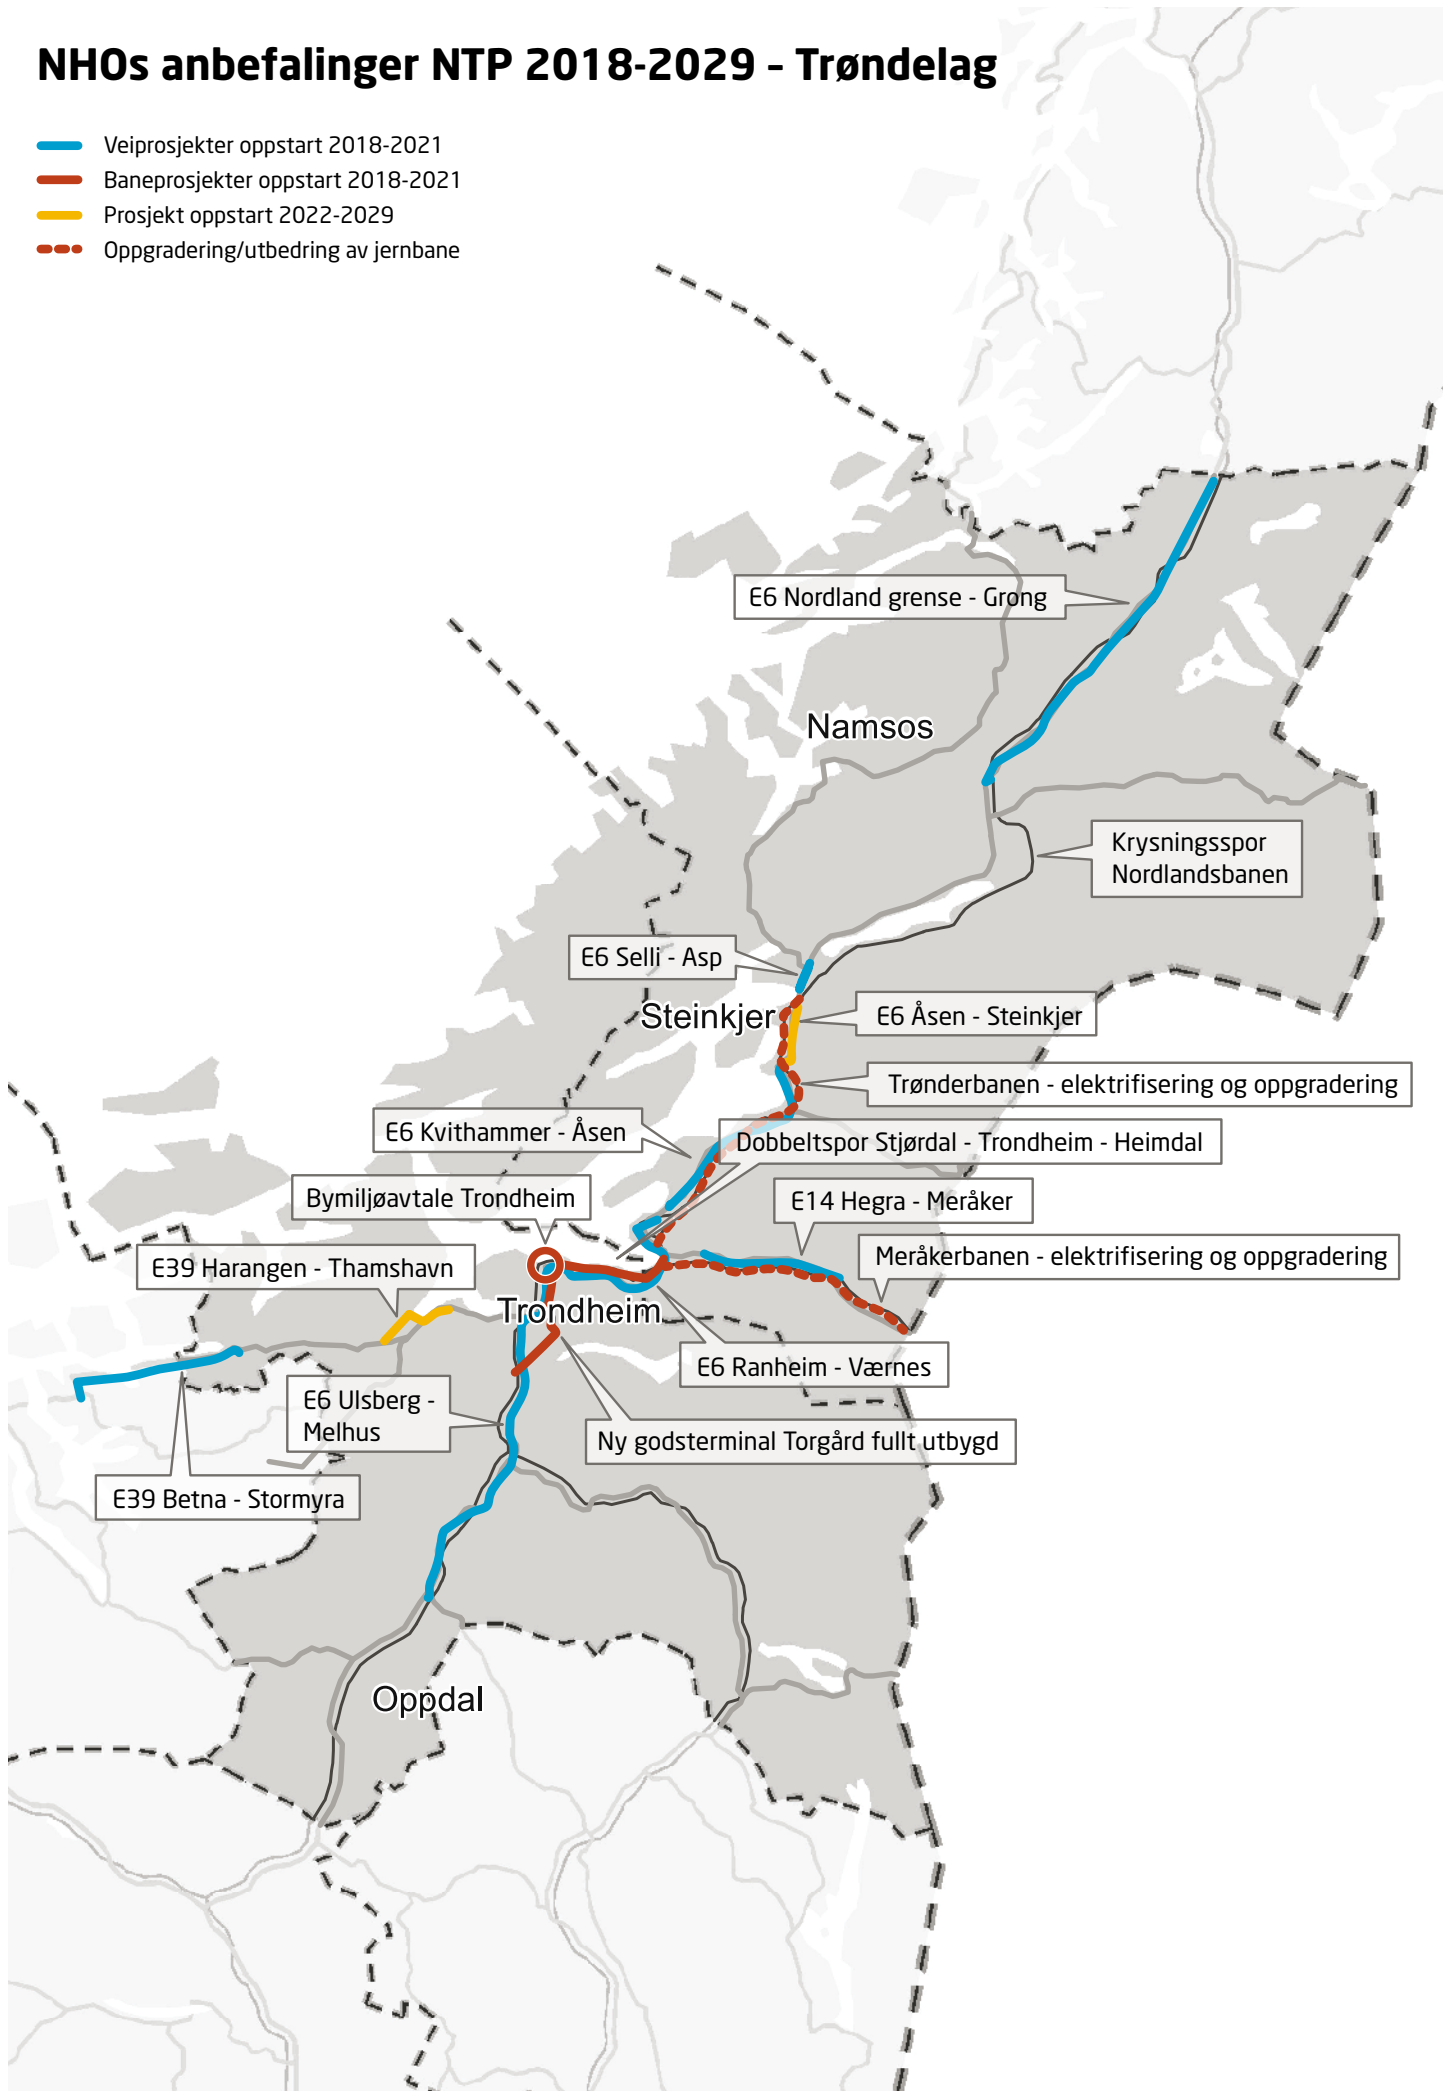 NHOs anbefalinger NTP 2018-2029 – Trøndelag
Veiprosjekter oppstart 2018-2021
Baneprosjekter oppstart 2018-2021
Prosjekt oppstart 2022-2029
Oppgradering/utbedring av jernbane
E6 Nordland grense - Grong
Namsos
Krysningsspor
Nordlandsbanen
E6 Selli - Asp
Steinkjer
E6 Åsen - Steinkjer
Trønderbanen - elektrifisering og oppgradering
E6 Kvithammer - Åsen
Dobbeltspor Stjørdal - Trondheim - Heimdal
Bymiljøavtale Trondheim
E14 Hegra - Meråker
E39 Harangen - Thamshavn
Meråkerbanen - elektrifisering og oppgradering
Trondheim
E6 Ranheim - Værnes
E6 Ulsberg -
Melhus
Ny godsterminal Torgård fullt utbygd
E39 Betna - Stormyra
Oppdal